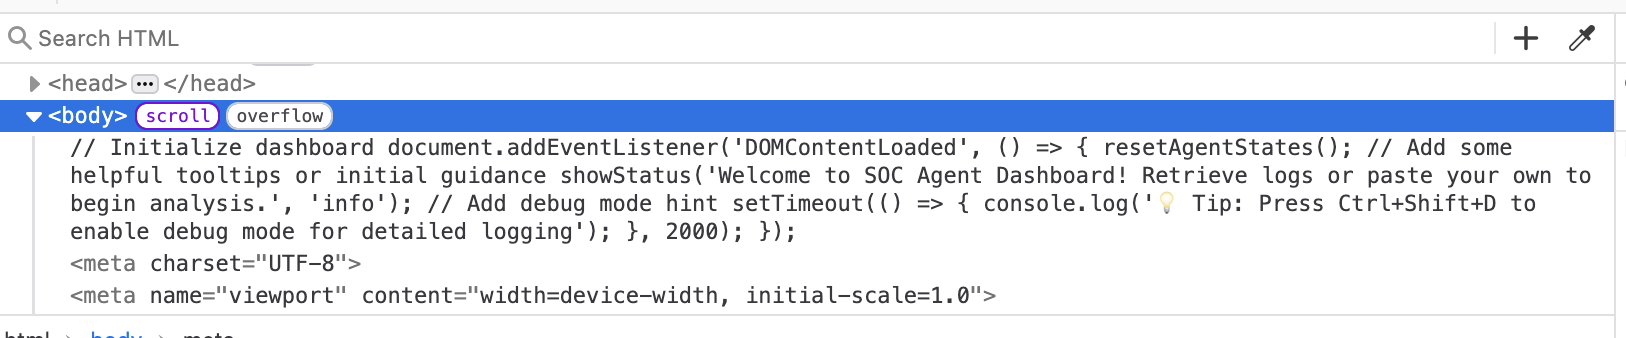 Search HTML
<head> ••• </head>
<body> scroll overflow
// Initialize dashboard document.addEventListener('DOMContentLoaded', () => { resetAgentStates(); // Add some
helpful tooltips or initial guidance showStatus('Welcome to SOC Agent Dashboard! Retrieve logs or paste your own to
begin analysis.', 'info'); // Add debug mode hint setTimeout(() => { console.log('💡 Tip: Press Ctrl+Shift+D to
enable debug mode for detailed logging'); }, 2000); });
<meta charset="UTF-8">
<meta name="viewport" content="width=device-width, initial-scale=1.0">
html > body > meta